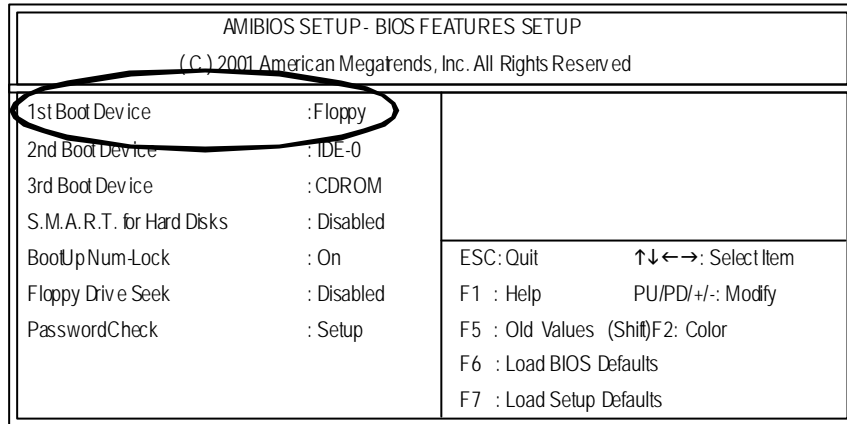 AMIBIOS SETUP - BIOS FEATURES SETUP
( C ) 2001 American Megatrends, Inc. All Rights Reserved
1st Boot Device :Floppy
2nd Boot Device : IDE-0
3rd Boot Device : CDROM
S.M.A.R.T. for Hard Disks : Disabled
BootUp Num-Lock : On
Floppy Drive Seek : Disabled
PasswordCheck : Setup
ESC: Quit ↑↓←→: Select Item
F1 : Help PU/PD/+/-: Modify
F5 : Old Values (Shift)F2: Color
F6 : Load BIOS Defaults
F7 : Load Setup Defaults